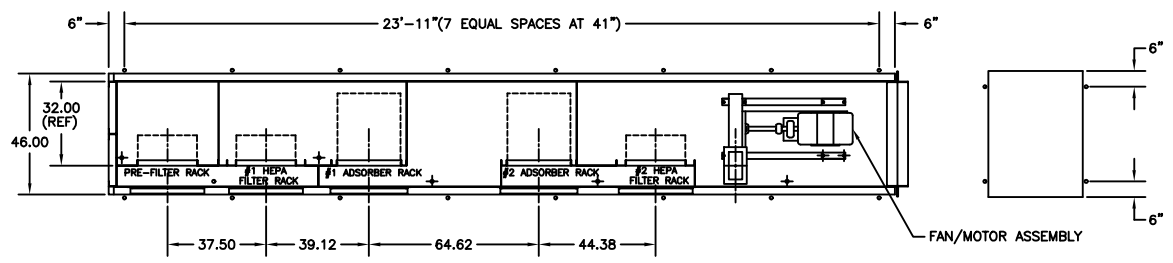 6"
23'-11"(7 EQUAL SPACES AT 41")
6"
6"
32.00
(REF)
46.00
PRE-FILTER RACK
#1 HEPA
FILTER RACK
#1 ADSORBER RACK
#2 ADSORBER RACK
#2 HEPA
FILTER RACK
6"
FAN/MOTOR ASSEMBLY
37.50
39.12
64.62
44.38